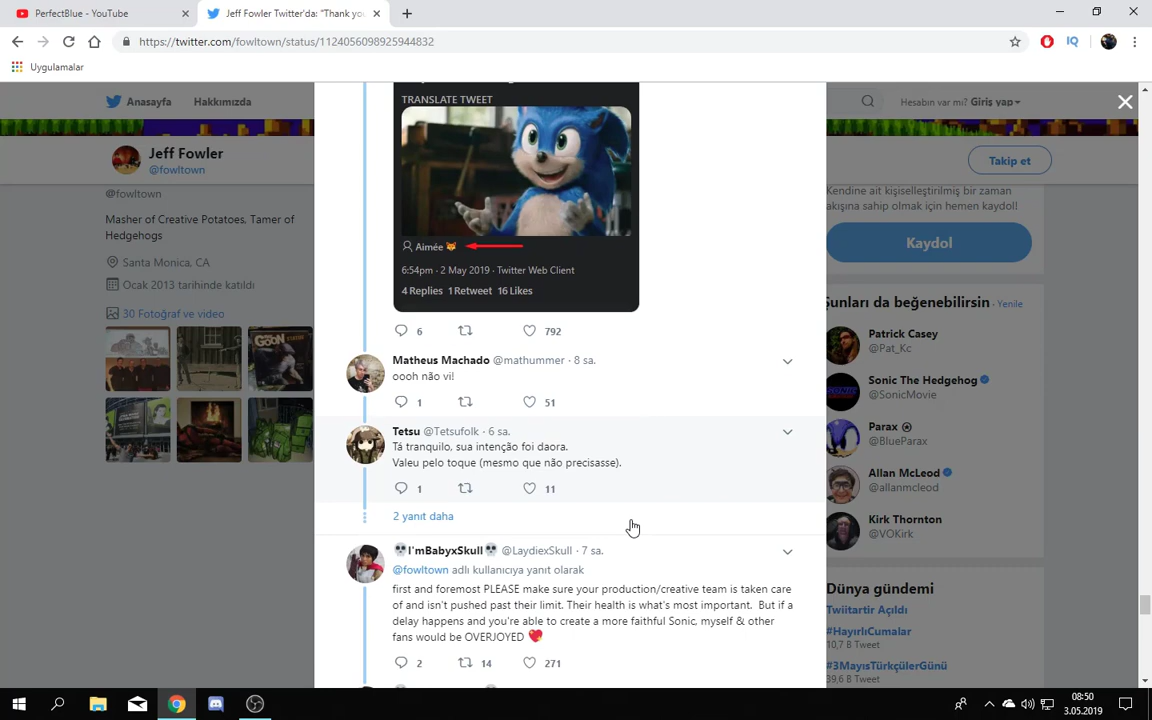 PerfectBlue - YouTube
Jeff Fowler Twitter'da: "Thank you
https://twitter.com/fowltown/status/1124056098925944832
Uygulamalar
Anasayfa
Hakkımızda
Hesabın var mı? Giriş yap
Jeff Fowler
@fowltown
Takip et
@fowltown
Masher of Creative Potatoes, Tamer of
Hedgehogs
Santa Monica, CA
Ocak 2013 tarihinde katıldı
30 Fotoğraf ve video
TRANSLATE TWEET
Aimée
6:54pm · 2 May 2019 · Twitter Web Client
4 Replies 1 Retweet 16 Likes
6 792
Matheus Machado @mathummer · 8 sa.
oooh não vi!
1 51
Tetsu @Tetsufolk · 6 sa.
Tá tranquilo, sua intenção foi daora.
Valeu pelo toque (mesmo que não precisasse).
1 11
2 yanıt daha
💀I'mBabyxSkull💀 @LaydiexSkull · 7 sa.
@fowltown adlı kullanıcıya yanıt olarak
first and foremost PLEASE make sure your production/creative team is taken care
of and isn't pushed past their limit. Their health is what's most important.  But if a
delay happens and you're able to create a more faithful Sonic, myself & other
fans would be OVERJOYED 💖
2 14 271
Kendine ait kişiselleştirilmiş bir zaman
akışına sahip olmak için hemen kaydol!
Kaydol
Şunları da beğenebilirsin · Yenile
Patrick Casey
@Pat_Kc
Sonic The Hedgehog
@SonicMovie
Parax
@BlueParax
Allan McLeod
@allanmcleod
Kirk Thornton
@VOKirk
Dünya gündemi
Twiitartir Açıldı
#HayırlıCumalar
10,7 B Tweet
#3MayısTürkçülerGünü
39,6 B Tweet
08:50
3.05.2019